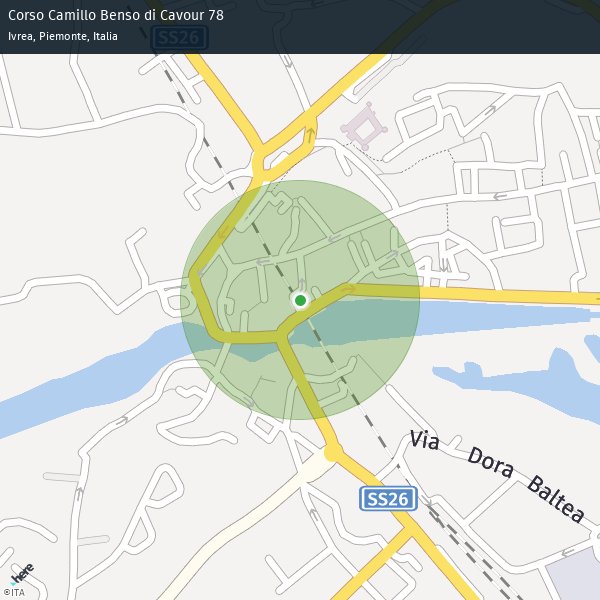 Corso Camillo Benso di Cavour 78
Ivrea, Piemonte, Italia
SS26
Via Dora Baltea
SS26
here
©ITA